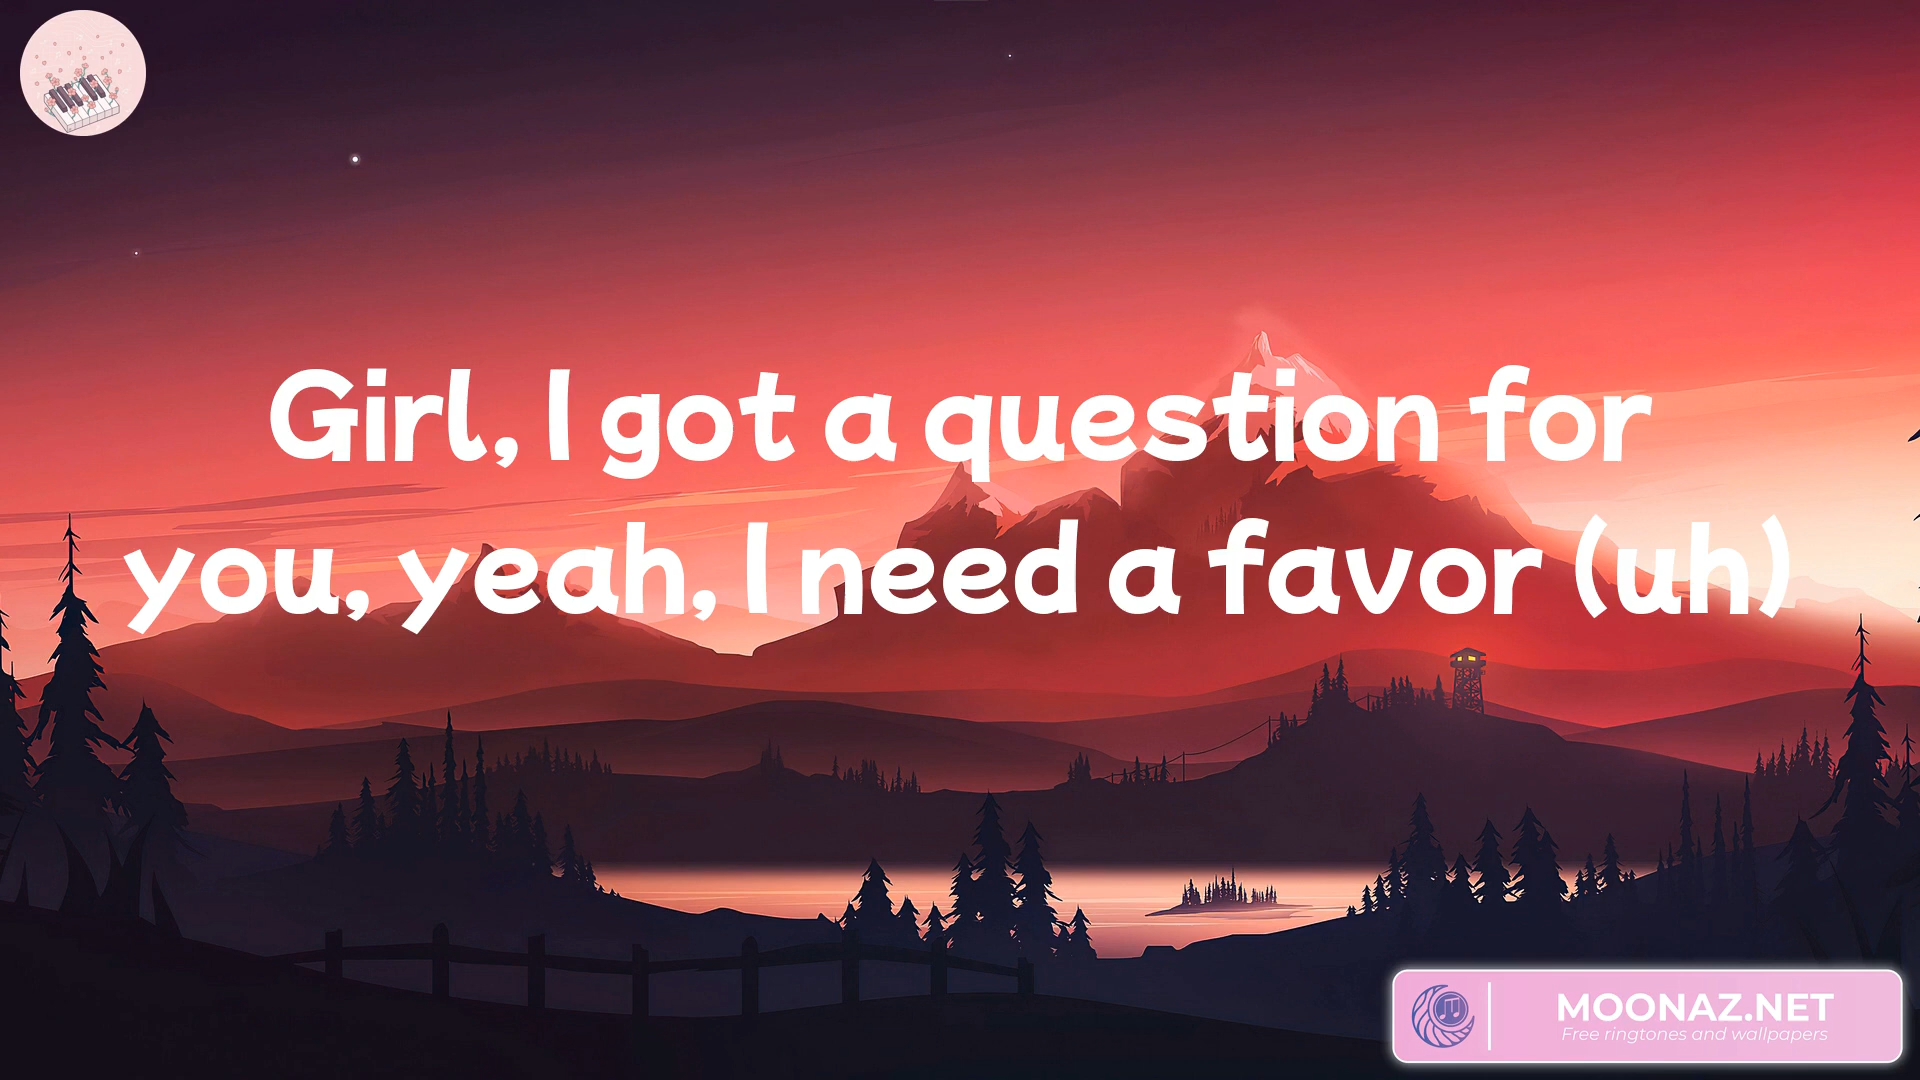 Girl, I got a question for
you, yeah, I need a favor (uh)
MOONAZ.NET
Free ringtones and wallpapers